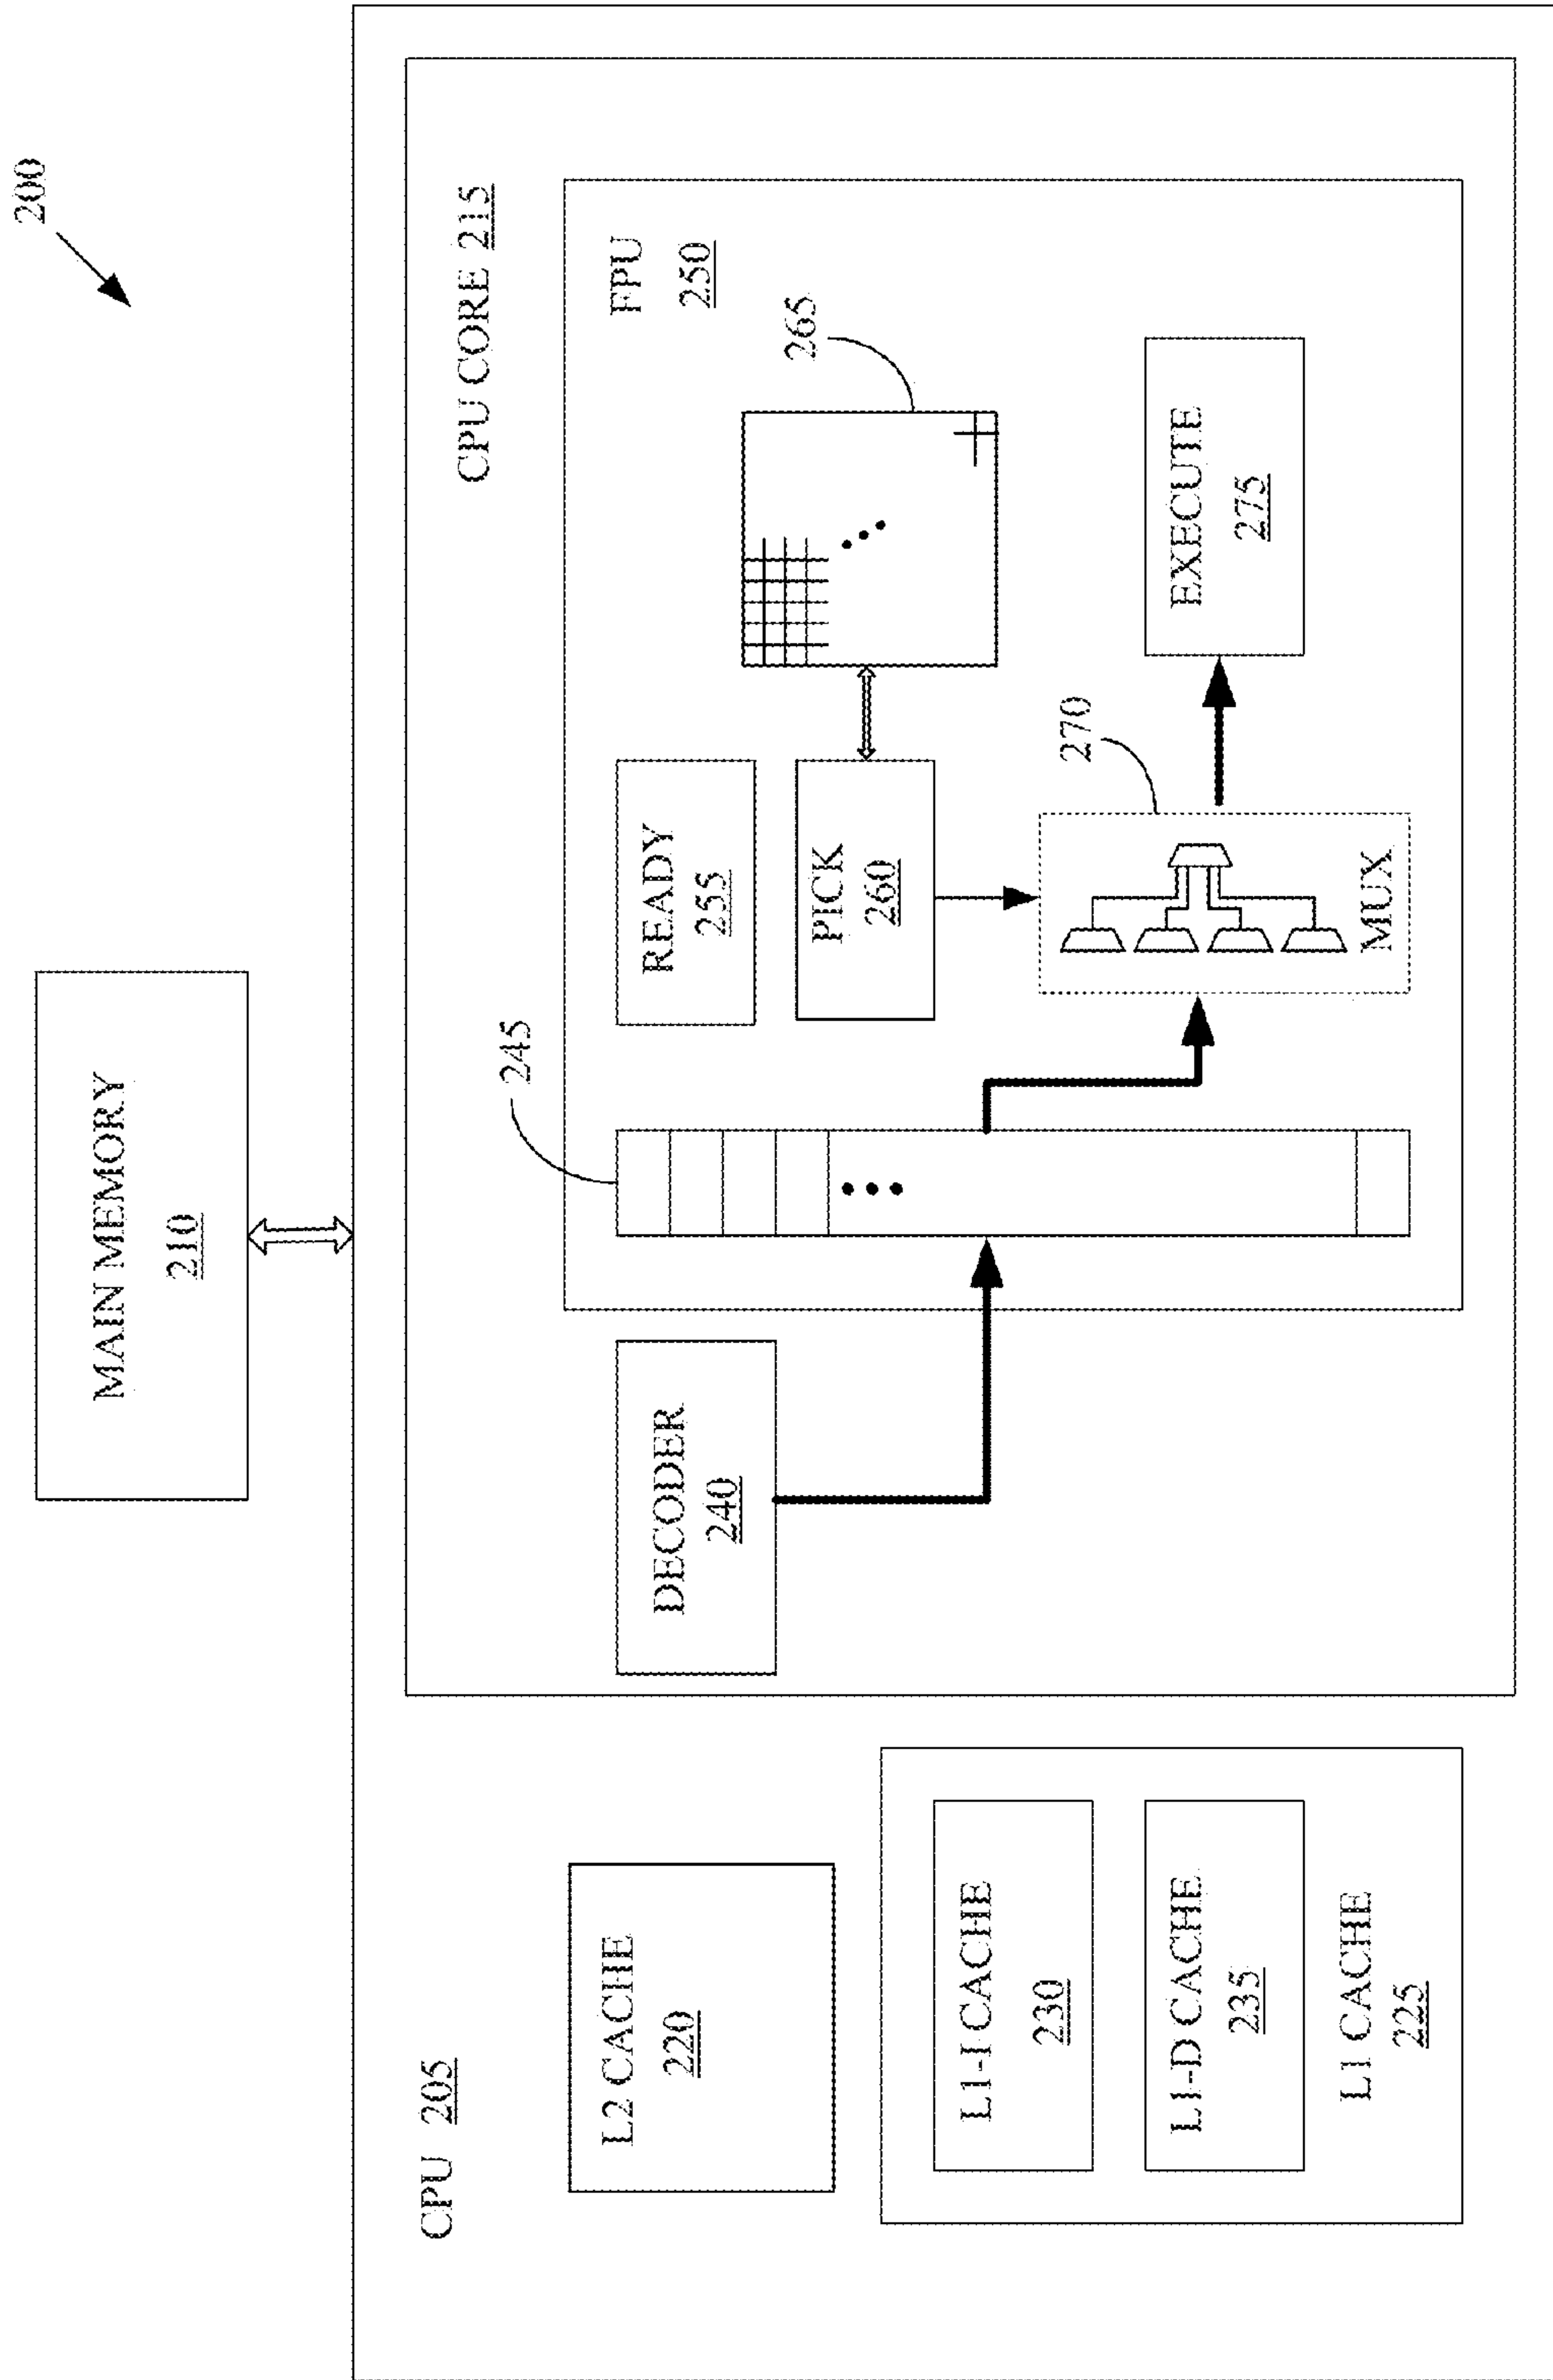 200
MAIN MEMORY
210
CPU 205
CPU CORE 215
L2 CACHE
220
L1-I CACHE
230
L1-D CACHE
235
L1 CACHE
225
DECODER
240
245
FPU
250
READY
255
PICK
260
265
270
MUX
EXECUTE
275